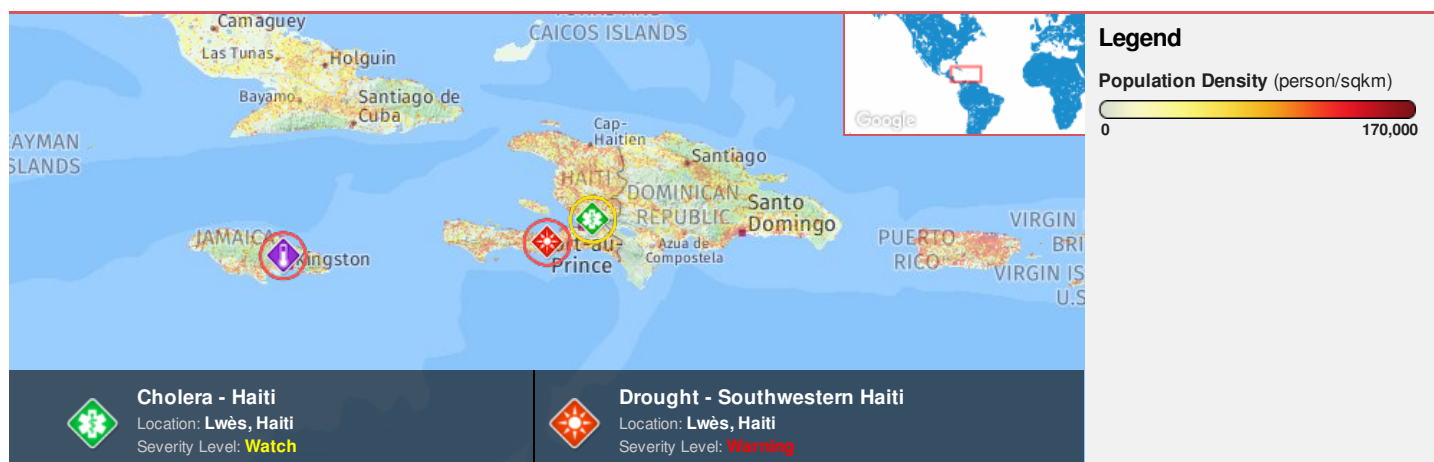 Camaguey
CAICOS ISLANDS
Las Tunas
Holguin
Bayamo
Santiago de
Cuba
Cap-
Haitien
AYMAN
SLANDS
Santiago
HAITI
DOMINICAN
REPUBLIC
Santo
Domingo
JAMAICA
Kingston
Port-au-
Prince
Azua de
Compostela
PUERTO
RICO
VIRGIN
BRI
VIRGIN IS
U.S
Google
Legend
Population Density (person/sqkm)
0 170,000
Cholera - Haiti
Location: Lwès, Haiti
Severity Level: Watch
Drought - Southwestern Haiti
Location: Lwès, Haiti
Severity Level: Warning